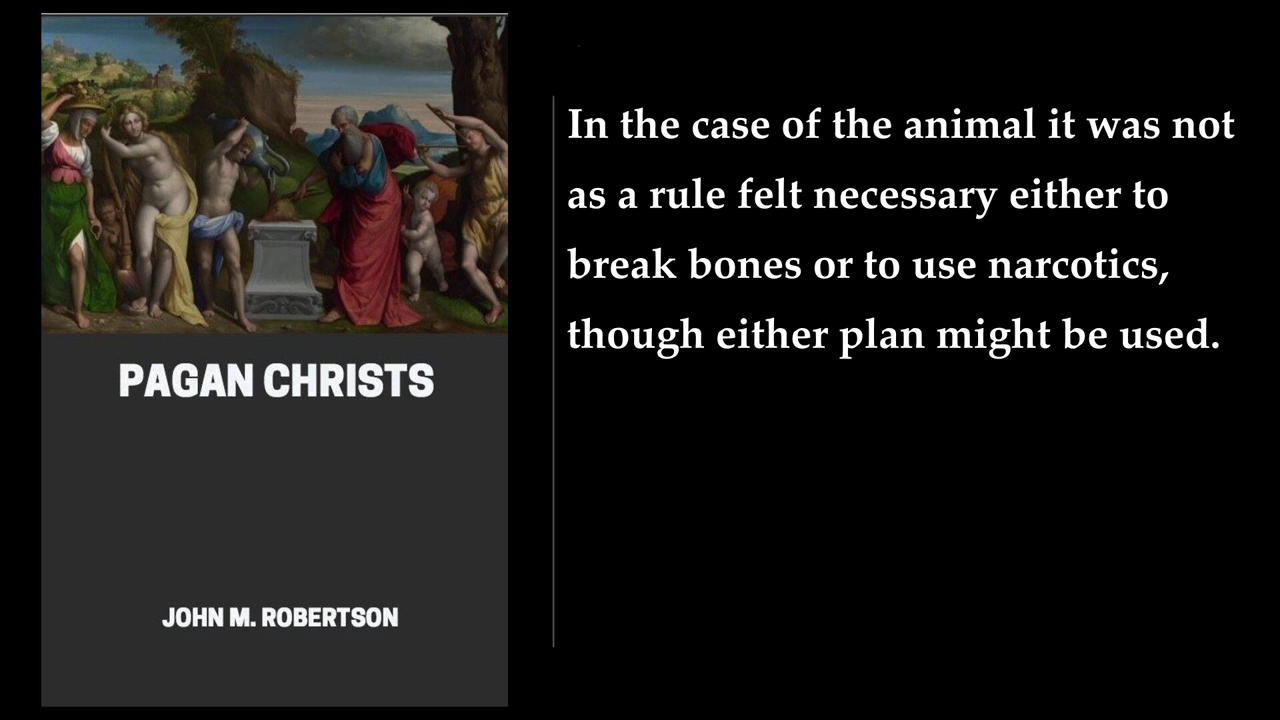 PAGAN CHRISTS
JOHN M. ROBERTSON
In the case of the animal it was not
as a rule felt necessary either to
break bones or to use narcotics,
though either plan might be used.